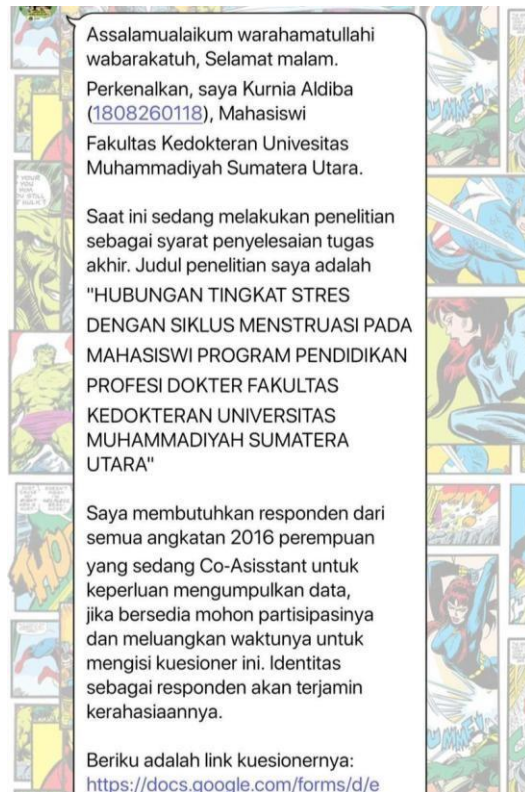 Assalamualaikum warahamatullahi
wabarakatuh, Selamat malam.
Perkenalkan, saya Kurnia Aldiba
(1808260118), Mahasiswi
Fakultas Kedokteran Univesitas
Muhammadiyah Sumatera Utara.
Saat ini sedang melakukan penelitian
sebagai syarat penyelesaian tugas
akhir. Judul penelitian saya adalah
"HUBUNGAN TINGKAT STRES
DENGAN SIKLUS MENSTRUASI PADA
MAHASISWI PROGRAM PENDIDIKAN
PROFESI DOKTER FAKULTAS
KEDOKTERAN UNIVERSITAS
MUHAMMADIYAH SUMATERA
UTARA"
Saya membutuhkan responden dari
semua angkatan 2016 perempuan
yang sedang Co-Asisstant untuk
keperluan mengumpulkan data,
jika bersedia mohon partisipasinya
dan meluangkan waktunya untuk
mengisi kuesioner ini. Identitas
sebagai responden akan terjamin
kerahasiaannya.
Beriku adalah link kuesionernya:
https://docs.google.com/forms/d/e